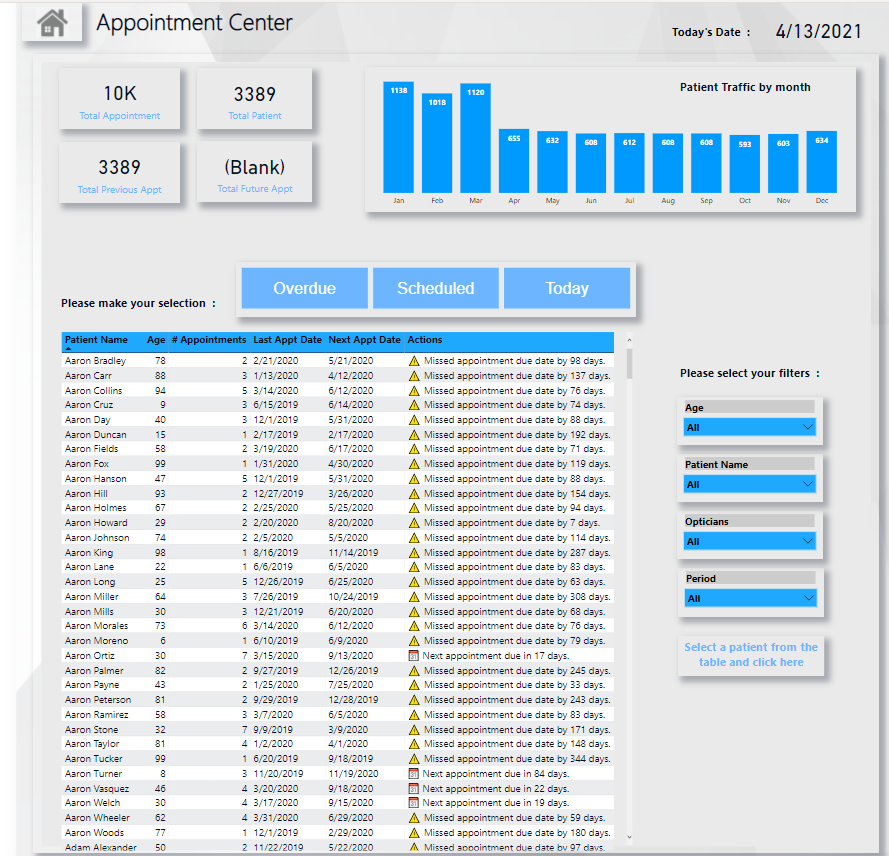 Appointment Center
Today's Date : 4/13/2021
10K
Total Appointment
3389
Total Patient
3389
Total Previous Appt
(Blank)
Total Future Appt
Patient Traffic by month
1138 1018 1120 655 632 608 612 608 608 593 603 634
Jan Feb Mar Apr May Jun Jul Aug Sep Oct Nov Dec
Please make your selection :
Overdue Scheduled Today
Patient Name Age # Appointments Last Appt Date Next Appt Date Actions
Aaron Bradley 78 2 2/21/2020 5/21/2020 Missed appointment due date by 98 days.
Aaron Carr 88 3 1/13/2020 4/12/2020 Missed appointment due date by 137 days.
Aaron Collins 94 5 3/14/2020 6/12/2020 Missed appointment due date by 76 days.
Aaron Cruz 9 3 6/15/2019 6/14/2020 Missed appointment due date by 74 days.
Aaron Day 40 3 12/1/2019 5/31/2020 Missed appointment due date by 88 days.
Aaron Duncan 15 1 2/17/2019 2/17/2020 Missed appointment due date by 192 days.
Aaron Fields 58 2 3/19/2020 6/17/2020 Missed appointment due date by 71 days.
Aaron Fox 99 1 1/31/2020 4/30/2020 Missed appointment due date by 119 days.
Aaron Hanson 47 5 12/1/2019 5/31/2020 Missed appointment due date by 88 days.
Aaron Hill 93 2 12/27/2019 3/26/2020 Missed appointment due date by 154 days.
Aaron Holmes 67 2 2/25/2020 5/25/2020 Missed appointment due date by 94 days.
Aaron Howard 29 2 2/20/2020 8/20/2020 Missed appointment due date by 7 days.
Aaron Johnson 74 2 2/5/2020 5/5/2020 Missed appointment due date by 114 days.
Aaron King 98 1 8/16/2019 11/14/2019 Missed appointment due date by 287 days.
Aaron Lane 22 1 6/6/2019 6/5/2020 Missed appointment due date by 83 days.
Aaron Long 25 5 12/26/2019 6/25/2020 Missed appointment due date by 63 days.
Aaron Miller 64 3 7/26/2019 10/24/2019 Missed appointment due date by 308 days.
Aaron Mills 30 3 12/21/2019 6/20/2020 Missed appointment due date by 68 days.
Aaron Morales 73 6 3/14/2020 6/12/2020 Missed appointment due date by 76 days.
Aaron Moreno 6 1 6/10/2019 6/9/2020 Missed appointment due date by 79 days.
Aaron Ortiz 30 7 3/15/2020 9/13/2020 Next appointment due in 17 days.
Aaron Palmer 82 2 9/27/2019 12/26/2019 Missed appointment due date by 245 days.
Aaron Payne 43 2 1/25/2020 7/25/2020 Missed appointment due date by 33 days.
Aaron Peterson 81 2 9/29/2019 12/28/2019 Missed appointment due date by 243 days.
Aaron Ramirez 58 3 3/7/2020 6/5/2020 Missed appointment due date by 83 days.
Aaron Stone 32 7 9/9/2019 3/9/2020 Missed appointment due date by 171 days.
Aaron Taylor 81 4 1/2/2020 4/1/2020 Missed appointment due date by 148 days.
Aaron Tucker 99 1 6/20/2019 9/18/2019 Missed appointment due date by 344 days.
Aaron Turner 8 3 11/20/2019 11/19/2020 Next appointment due in 84 days.
Aaron Vasquez 46 4 3/20/2020 9/18/2020 Next appointment due in 22 days.
Aaron Welch 30 4 3/17/2020 9/15/2020 Next appointment due in 19 days.
Aaron Wheeler 62 4 3/31/2020 6/29/2020 Missed appointment due date by 59 days.
Aaron Woods 77 1 12/1/2019 2/29/2020 Missed appointment due date by 180 days.
Adam Alexander 50 2 11/22/2019 5/22/2020 Missed appointment due date by 97 days.
Please select your filters :
Age
All
Patient Name
All
Opticians
All
Period
All
Select a patient from the
table and click here